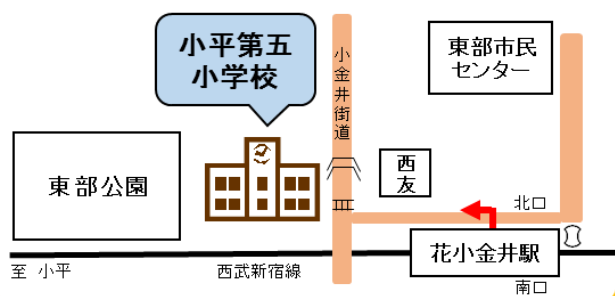 小平第五
小学校
小金井街道
東部市民
センター
西友
東部公園
北口
花小金井駅
至 小平
西武新宿線
南口